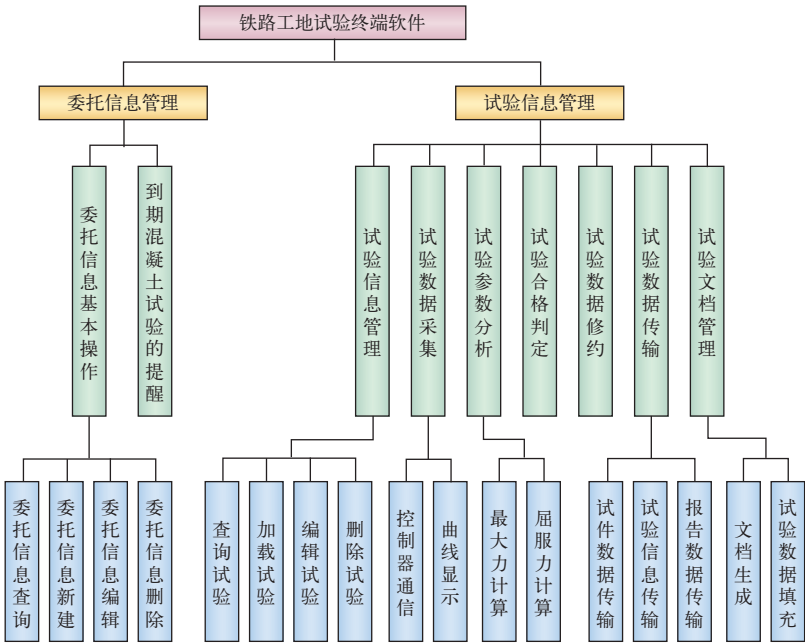 铁路工地试验终端软件
委托信息管理
试验信息管理
委托信息基本操作
到期混凝土试验的提醒
试验信息管理
试验数据采集
试验参数分析
试验合格判定
试验数据修约
试验数据传输
试验文档管理
委托信息查询
委托信息新建
委托信息编辑
委托信息删除
查询试验
加载试验
编辑试验
删除试验
控制器通信
曲线显示
最大力计算
屈服力计算
试件数据传输
试验信息传输
报告数据传输
文档生成
试验数据填充